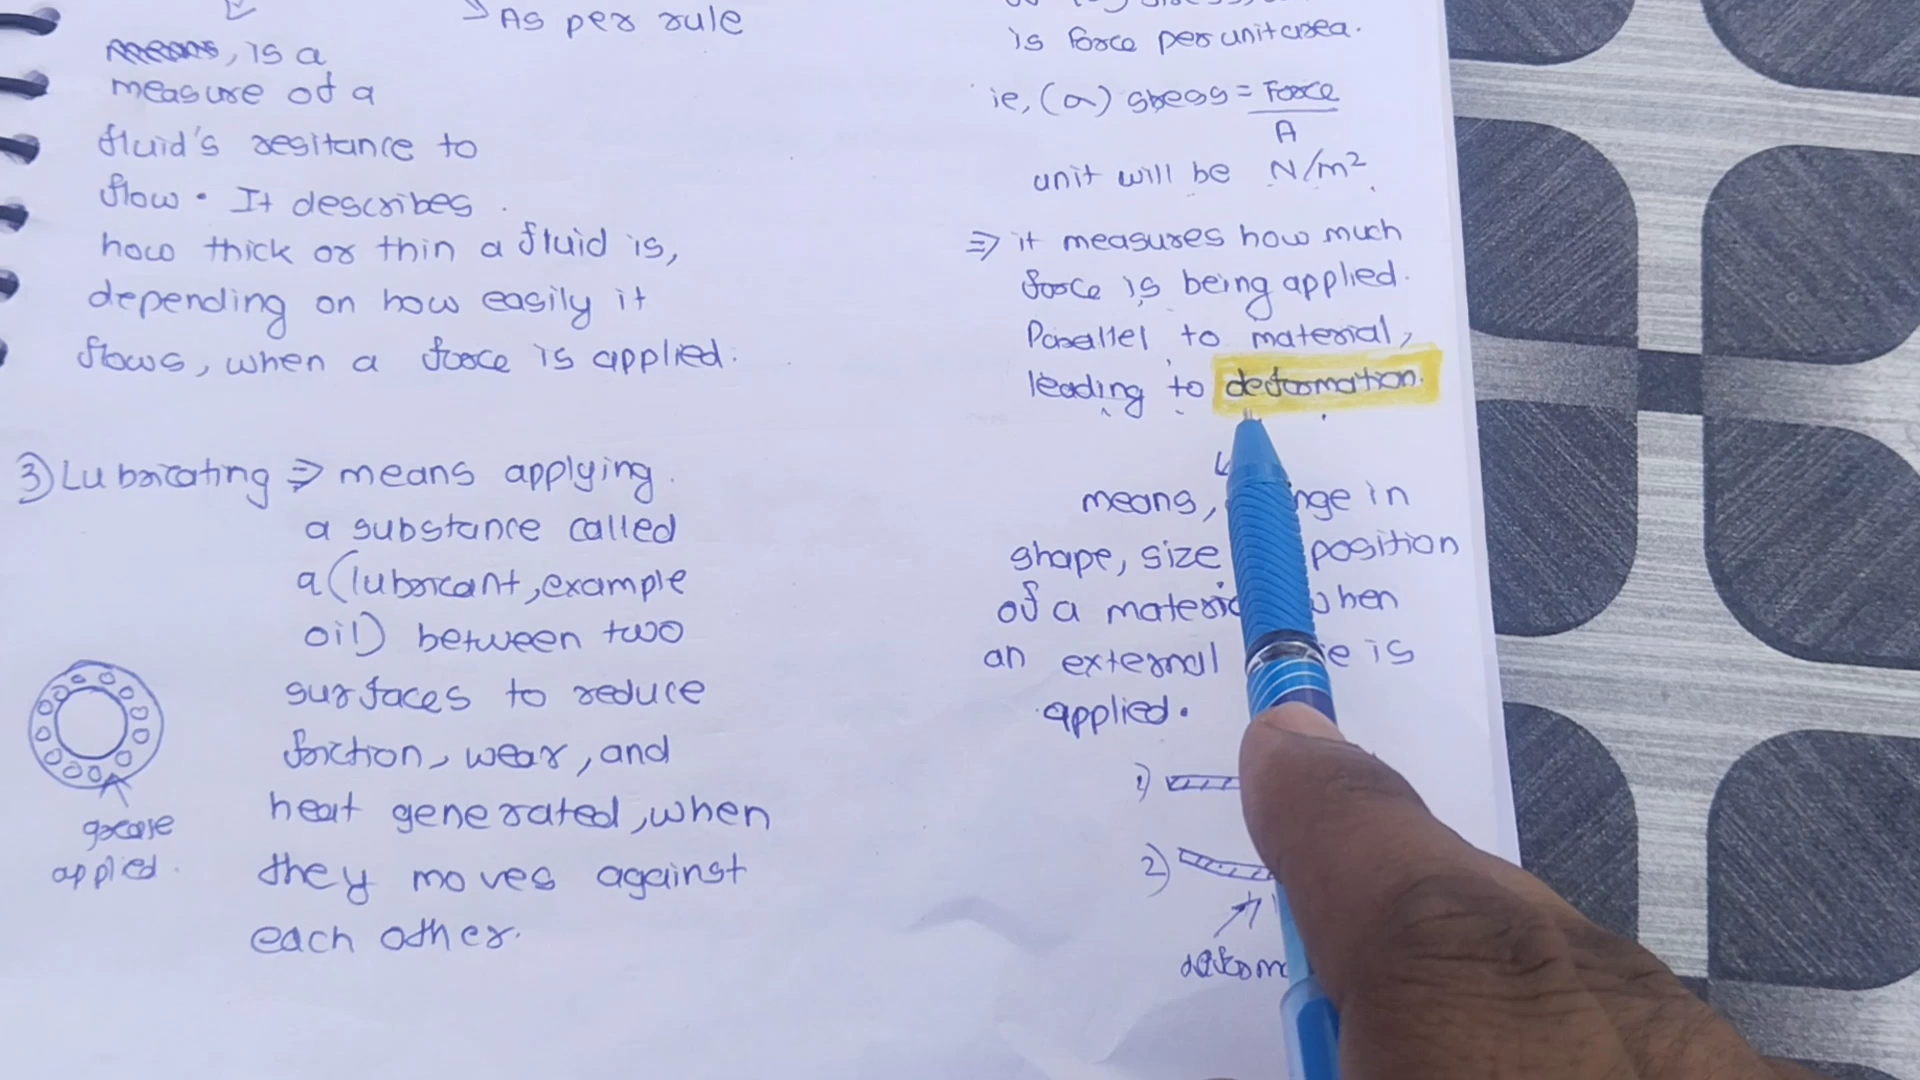 As per rule
is a
measure of a
fluid's resitance to
flow. It describes
how thick or thin a fluid is,
depending on how easily it
flows, when a force is applied.
3) Lubricating ⇒ means applying
a substance called
a (lubricant, example
oil) between two
surfaces to reduce
friction, wear, and
heat generated, when
they moves against
each other.
grease
applied.
is force per unit area.
ie, (σ) stress = Force
A
unit will be N/m²
⇒ it measures how much
force is being applied.
Parallel to material,
leading to deformation.
means, in
shape, size position
of a when
an external is
applied.
1)
2)